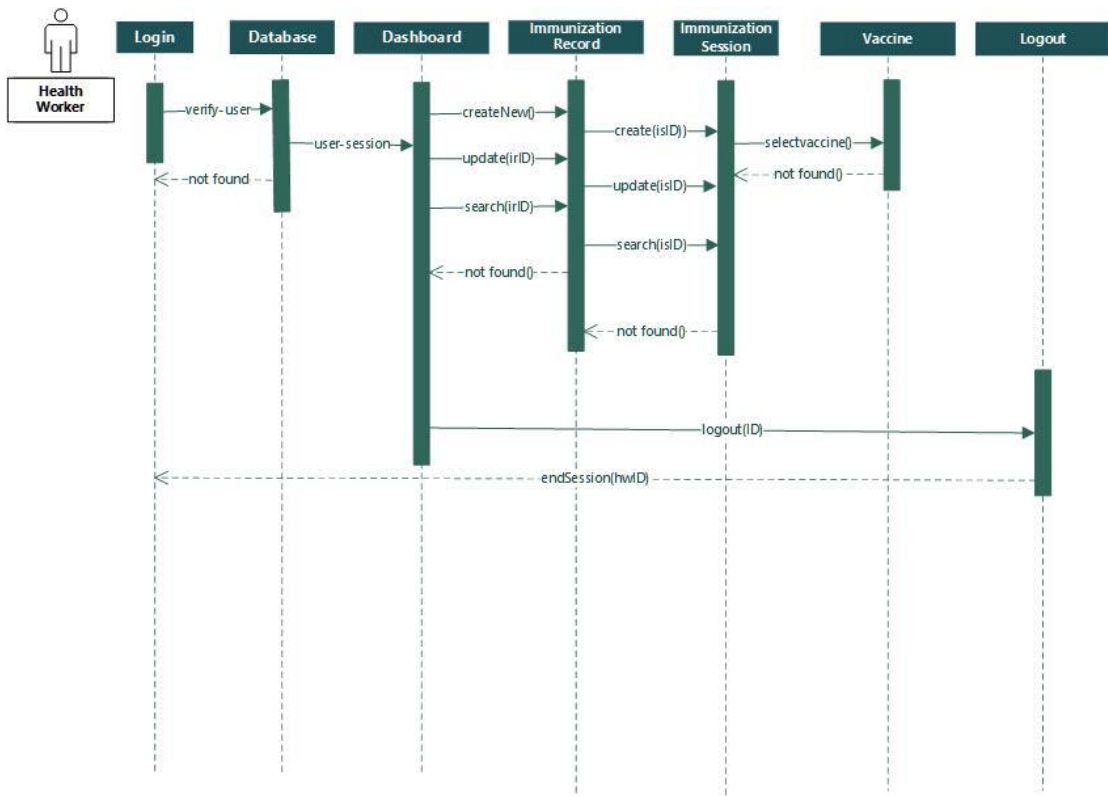 Health
Worker
Login
Database
Dashboard
Immunization
Record
Immunization
Session
Vaccine
Logout
verify-user
createNew()
create(isID))
user-session
selectvaccine()
update(irID)
not found()
not found
update(isID)
search(irID)
search(isID)
not found()
not found()
logout(ID)
endSession(hwID)